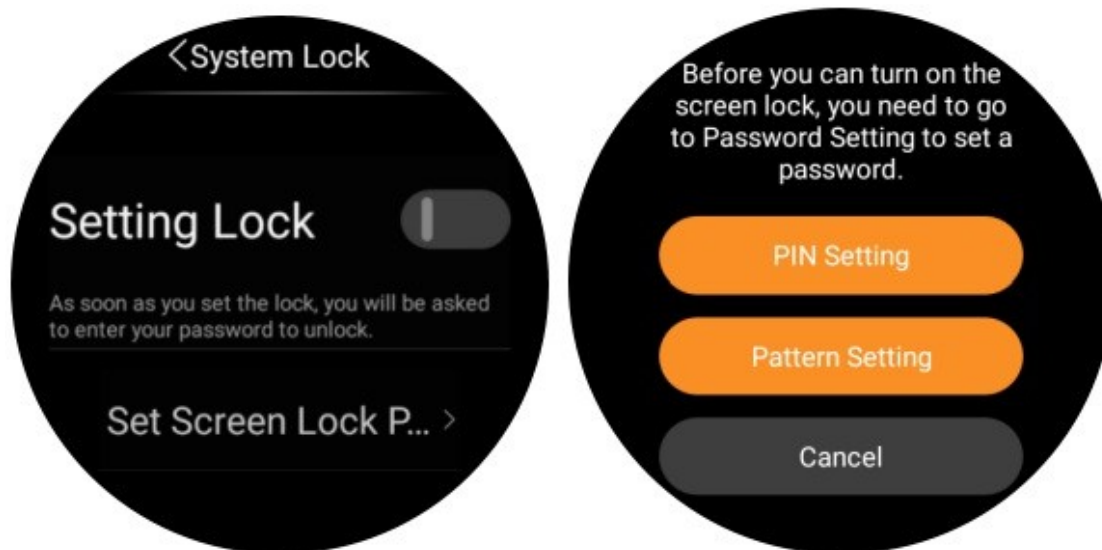 <System Lock
Setting Lock
As soon as you set the lock, you will be asked
to enter your password to unlock.
Set Screen Lock P... >
Before you can turn on the
screen lock, you need to go
to Password Setting to set a
password.
PIN Setting
Pattern Setting
Cancel